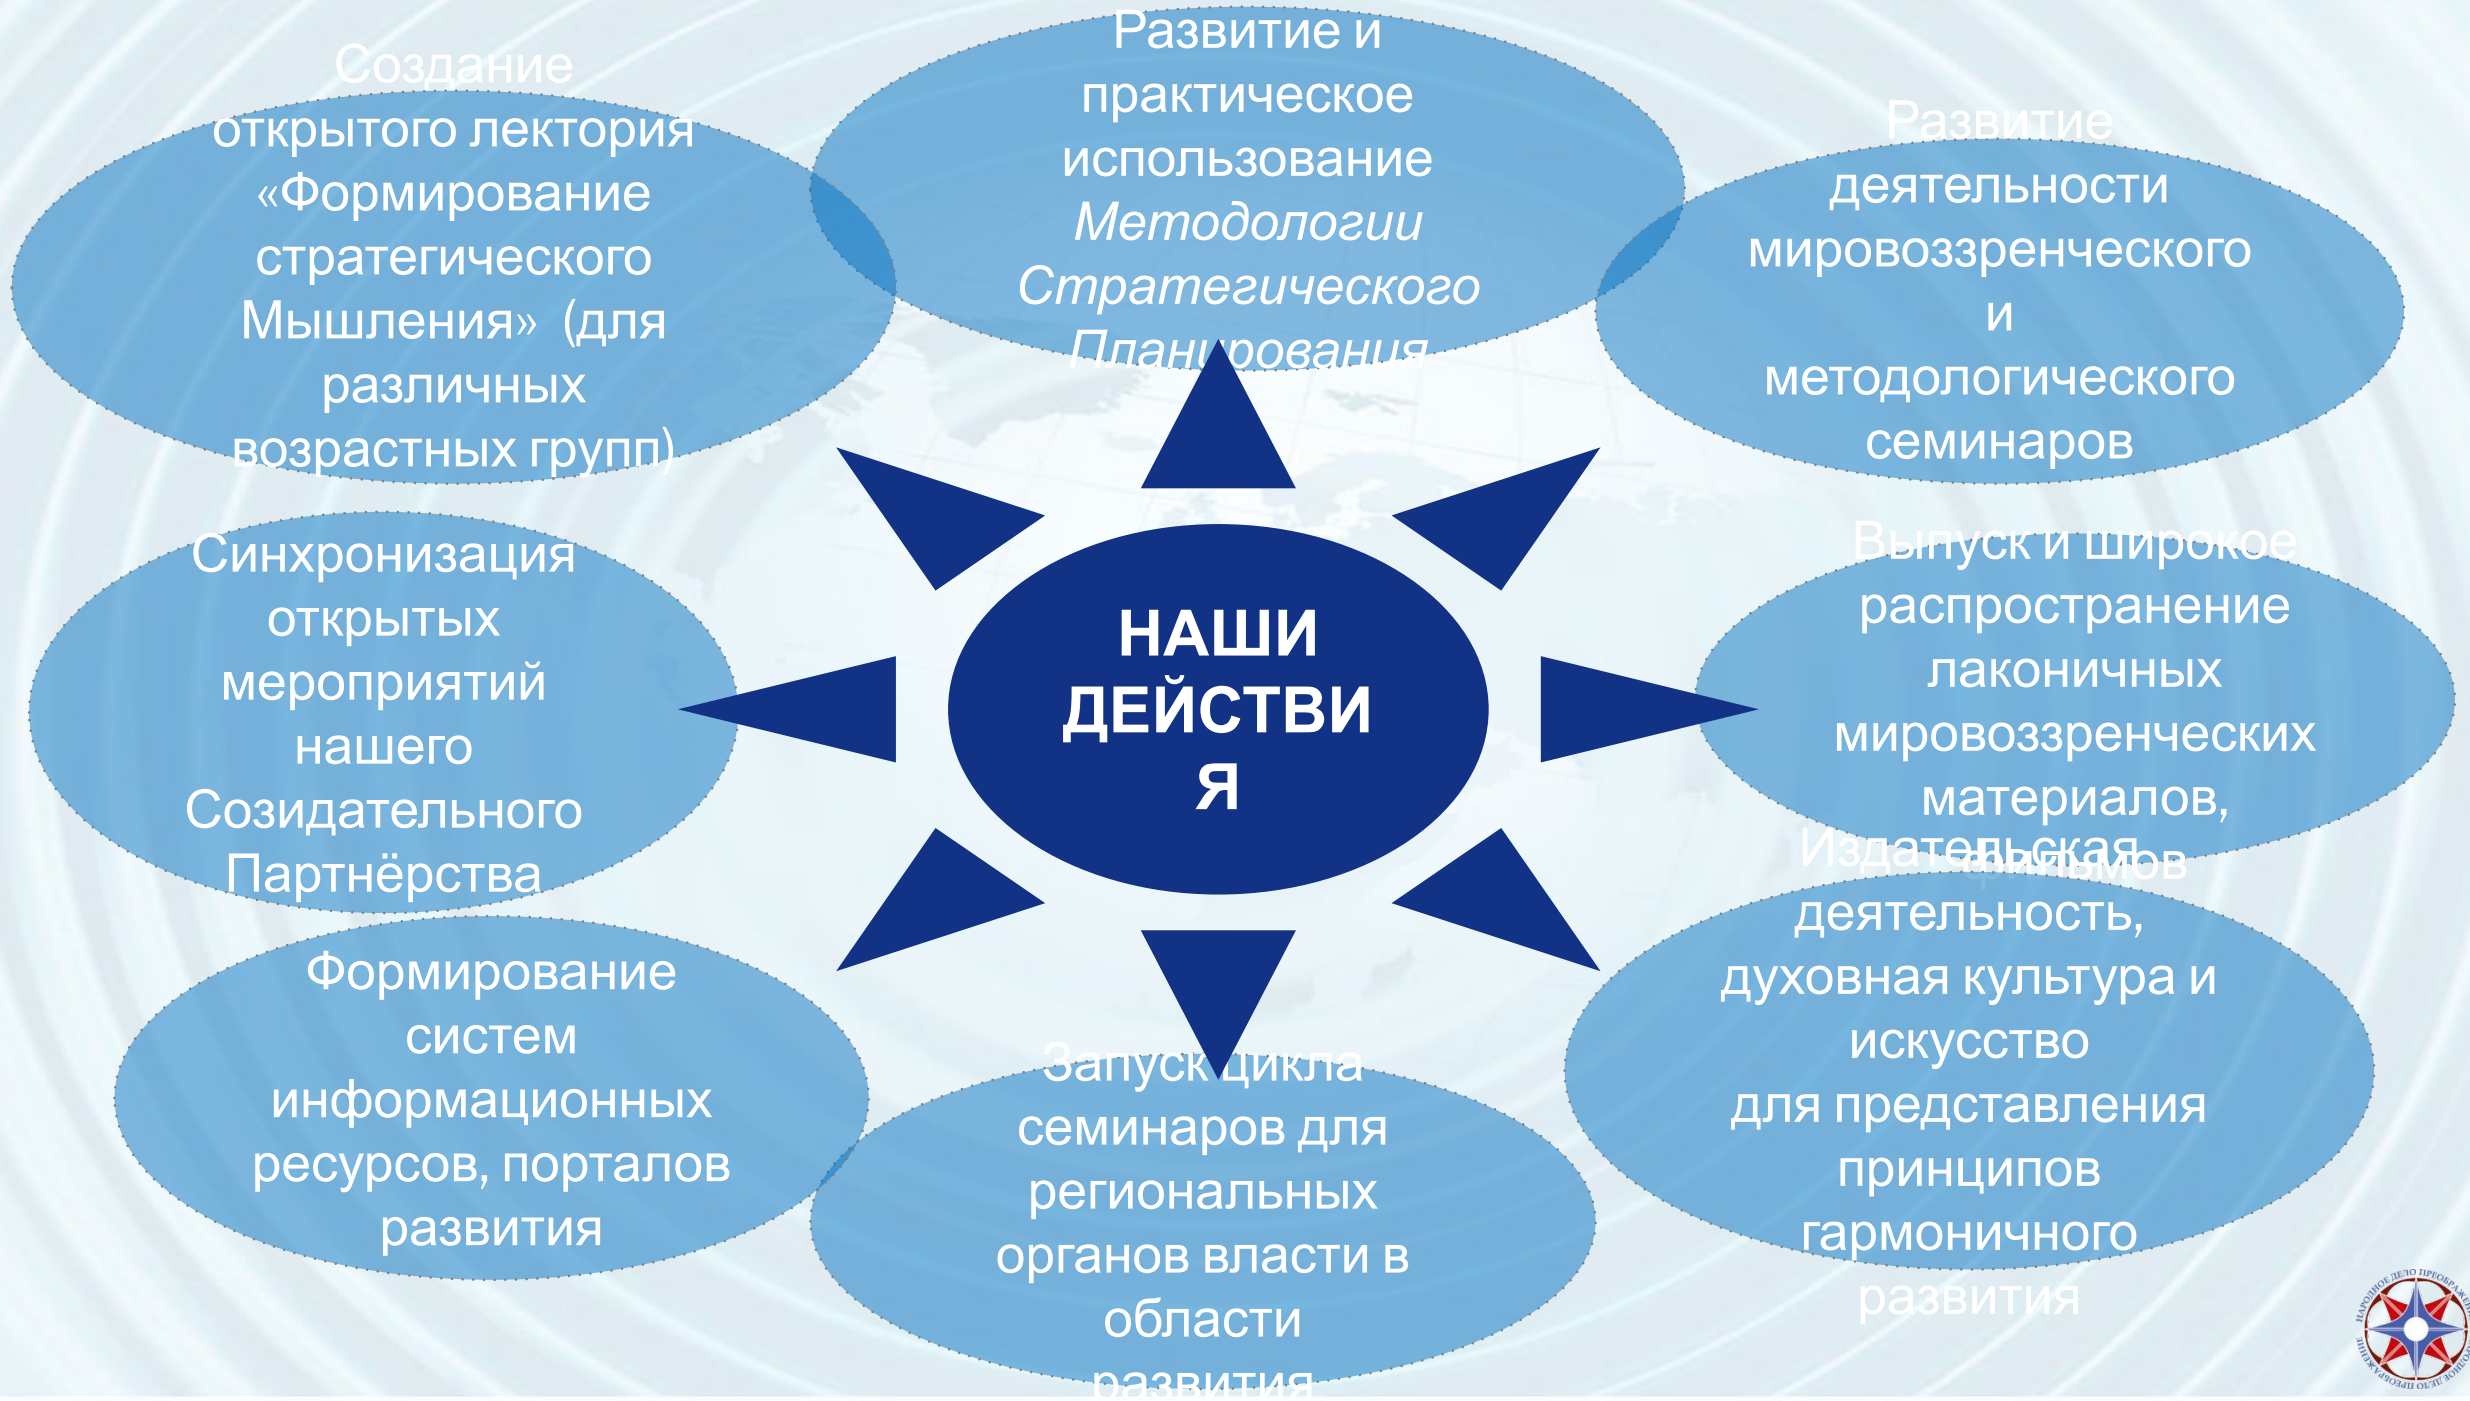 Создание
открытого лектория
«Формирование
стратегического
Мышления» (для
различных
возрастных групп)
Развитие и
практическое
использование
Методологии
Стратегического
Планирования
Развитие
деятельности
мировоззренческого
и
методологического
семинаров
Синхронизация
открытых
мероприятий
нашего
Созидательного
Партнёрства
НАШИ
ДЕЙСТВИ
Я
Выпуск и широкое
распространение
лаконичных
мировоззренческих
материалов,
фильмов
Формирование
систем
информационных
ресурсов, порталов
развития
Запуск цикла
семинаров для
региональных
органов власти в
области
развития
Издательская
деятельность,
духовная культура и
искусство
для представления
принципов
гармоничного
развития